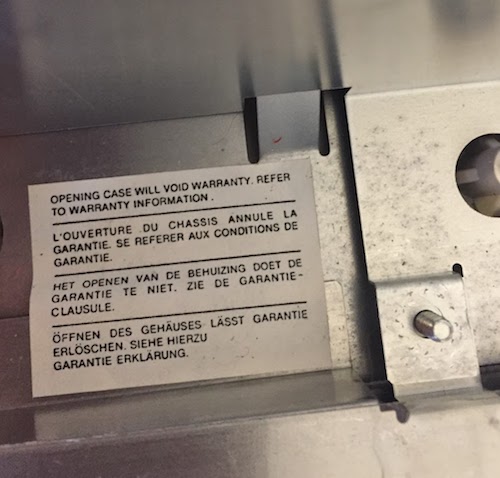 OPENING CASE WILL VOID WARRANTY. REFER
TO WARRANTY INFORMATION.
L'OUVERTURE DU CHASSIS ANNULE LA
GARANTIE. SE REFERER AUX CONDITIONS DE
GARANTIE.
HET OPENEN VAN DE BEHUIZING DOET DE
GARANTIE TE NIET. ZIE DE GARANTIE-
CLAUSULE.
ÖFFNEN DES GEHÄUSES LÄSST GARANTIE
ERLÖSCHEN. SIEHE HIERZU
GARANTIE ERKLÄRUNG.